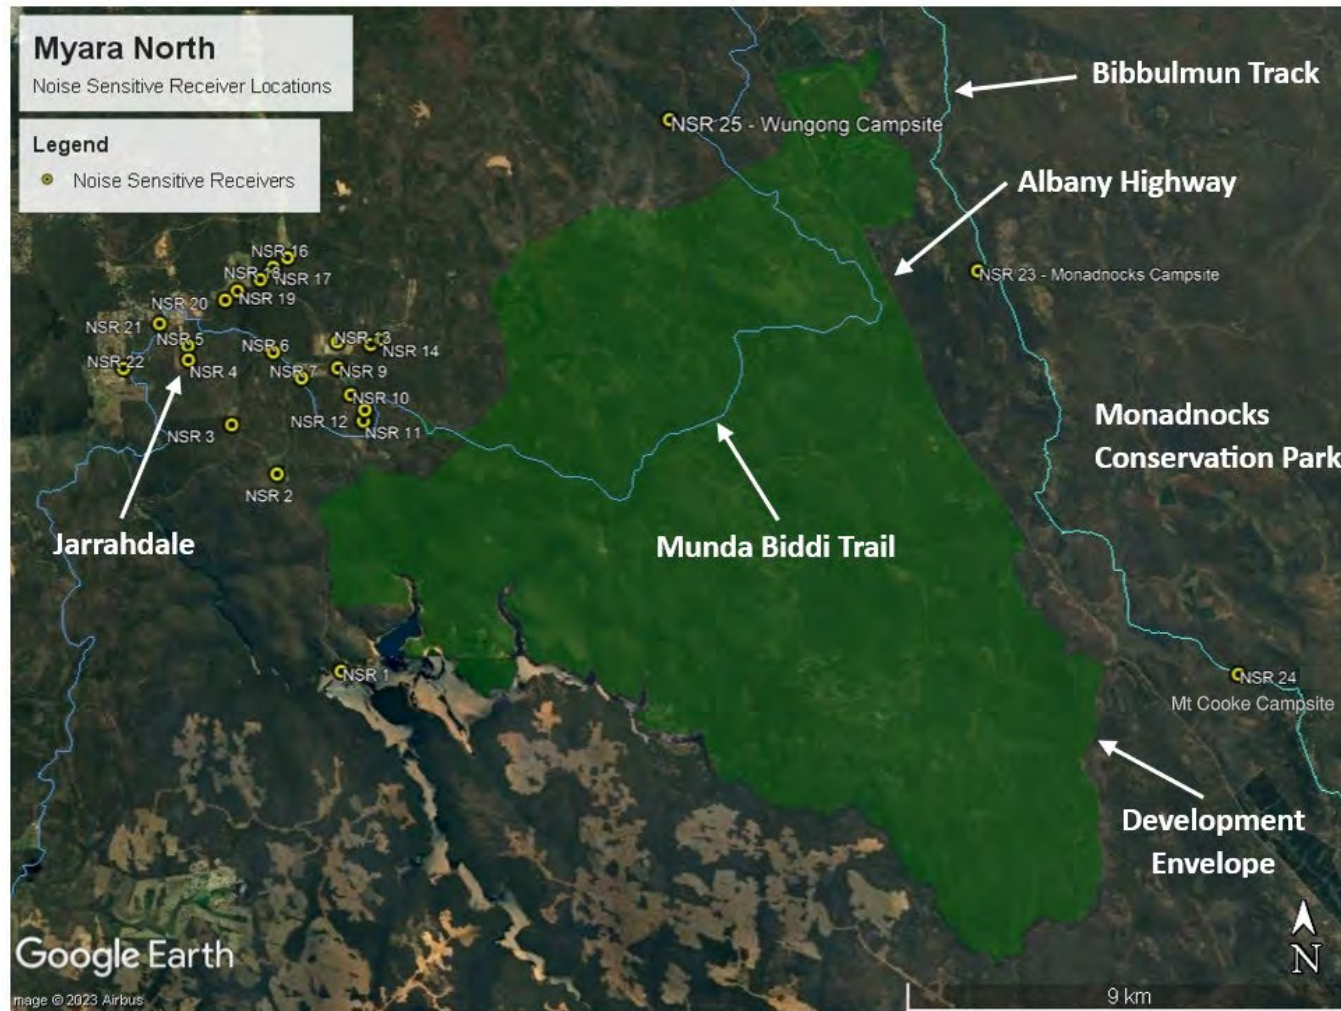 Myara North
Noise Sensitive Receiver Locations
Legend
Noise Sensitive Receivers
Bibbulmun Track
NSR 25 - Wungong Campsite
Albany Highway
NSR 16
NSR 18
NSR 17
NSR 23 - Monadnocks Campsite
NSR 20
NSR 19
NSR 21
NSR 5
NSR 6
NSR 13
NSR 14
NSR 22
NSR 4
NSR 7
NSR 9
NSR 10
NSR 12
NSR 11
NSR 3
Monadnocks
Conservation Park
NSR 2
Jarrahdale
Munda Biddi Trail
NSR 1
NSR 24
Mt Cooke Campsite
Development
Envelope
Google Earth
N
mage © 2023 Airbus
9 km